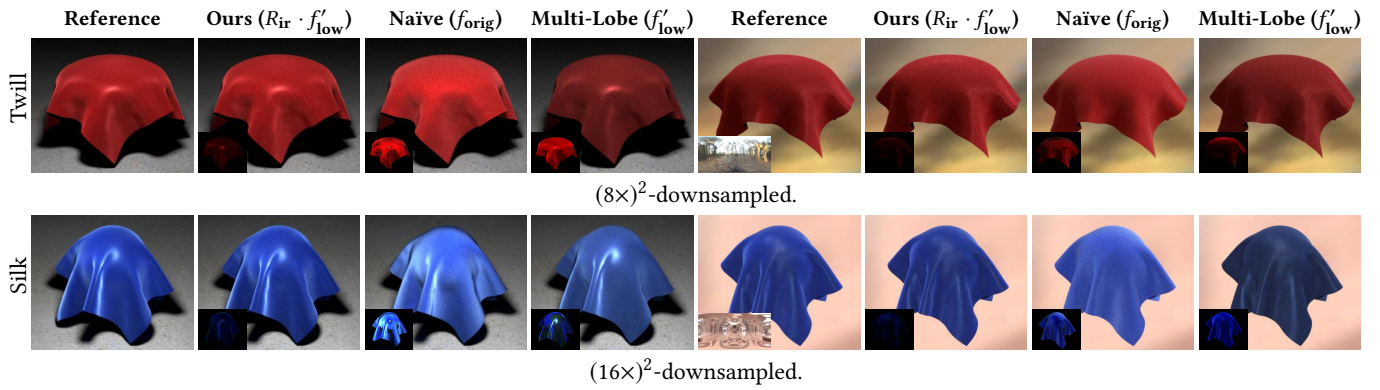 Reference Ours (R_ir · f′_low) Naïve (f_orig) Multi-Lobe (f′_low) Reference Ours (R_ir · f′_low) Naïve (f_orig) Multi-Lobe (f′_low)
Twill
(8×)²-downsampled.
Silk
(16×)²-downsampled.